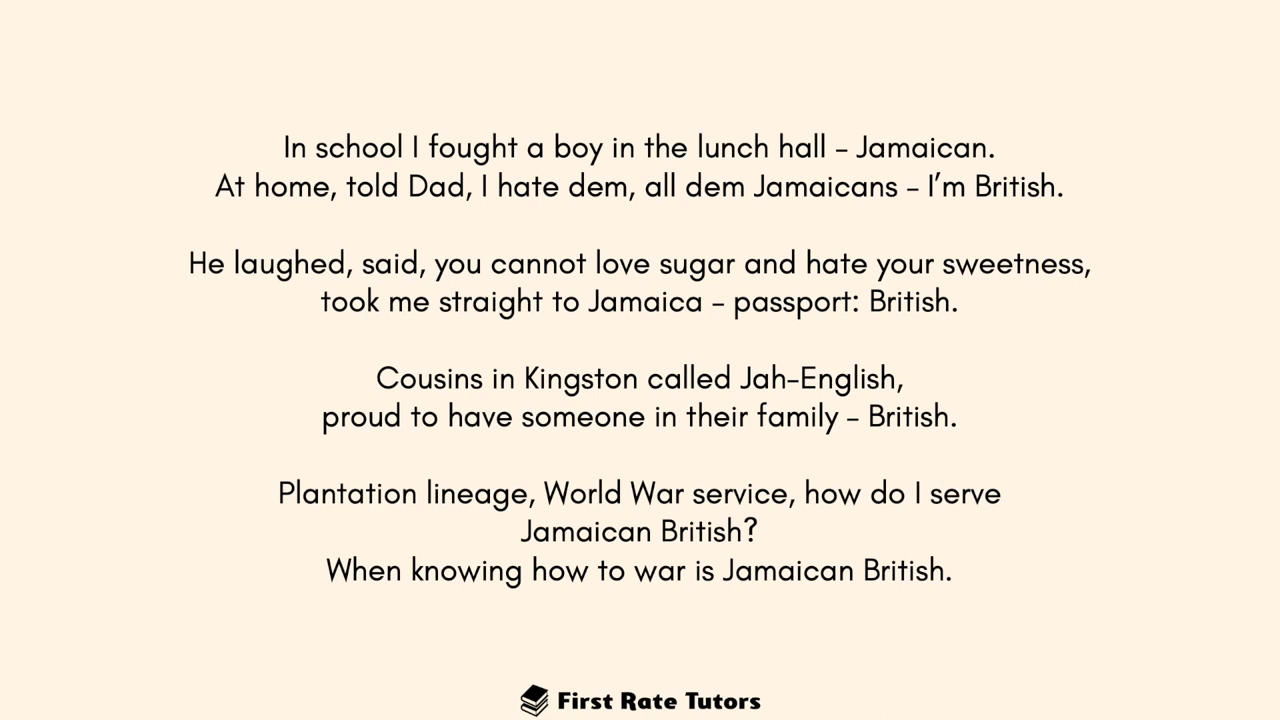 In school I fought a boy in the lunch hall – Jamaican.
At home, told Dad, I hate dem, all dem Jamaicans – I'm British.
He laughed, said, you cannot love sugar and hate your sweetness,
took me straight to Jamaica – passport: British.
Cousins in Kingston called Jah-English,
proud to have someone in their family – British.
Plantation lineage, World War service, how do I serve
Jamaican British?
When knowing how to war is Jamaican British.
First Rate Tutors